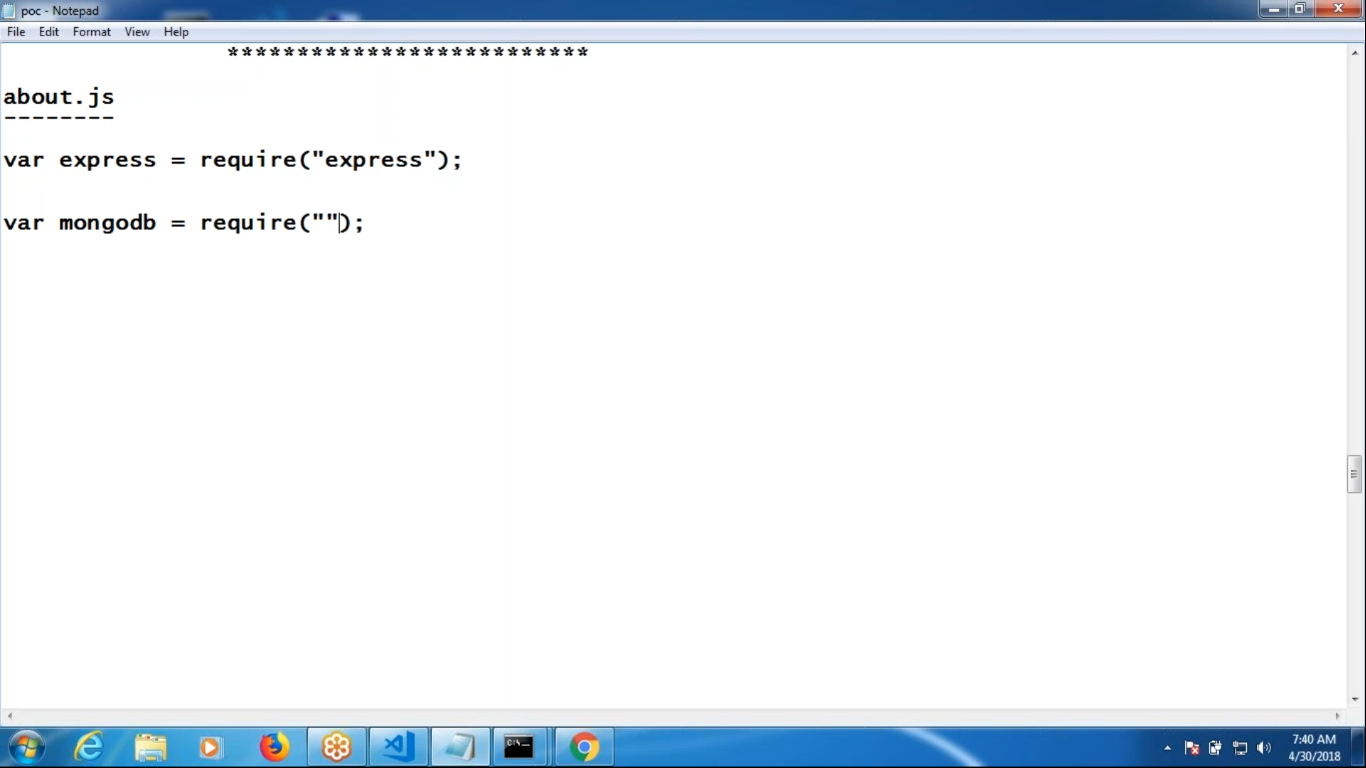 poc - Notepad
File Edit Format View Help
**************************
about.js
--------
var express = require("express");
var mongodb = require("");
C:\_
7:40 AM
4/30/2018